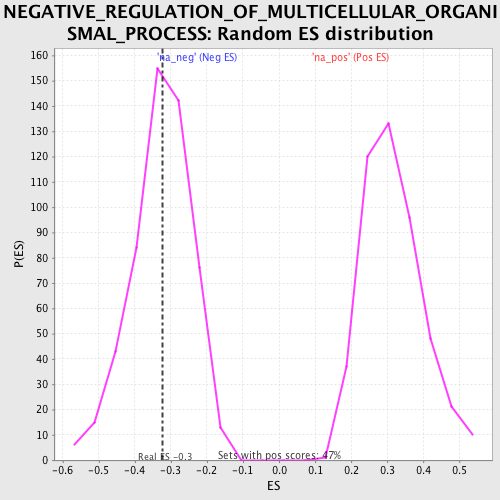 NEGATIVE_REGULATION_OF_MULTICELLULAR_ORGANI
SMAL_PROCESS: Random ES distribution
'na_neg' (Neg ES) 'na_pos' (Pos ES)
160
150
140
130
120
110
100
90
80
70
60
50
40
30
20
10
0
P(ES)
Real ES -0.3 Sets with pos scores: 47%
-0.6 -0.5 -0.4 -0.3 -0.2 -0.1 0.0 0.1 0.2 0.3 0.4 0.5
ES